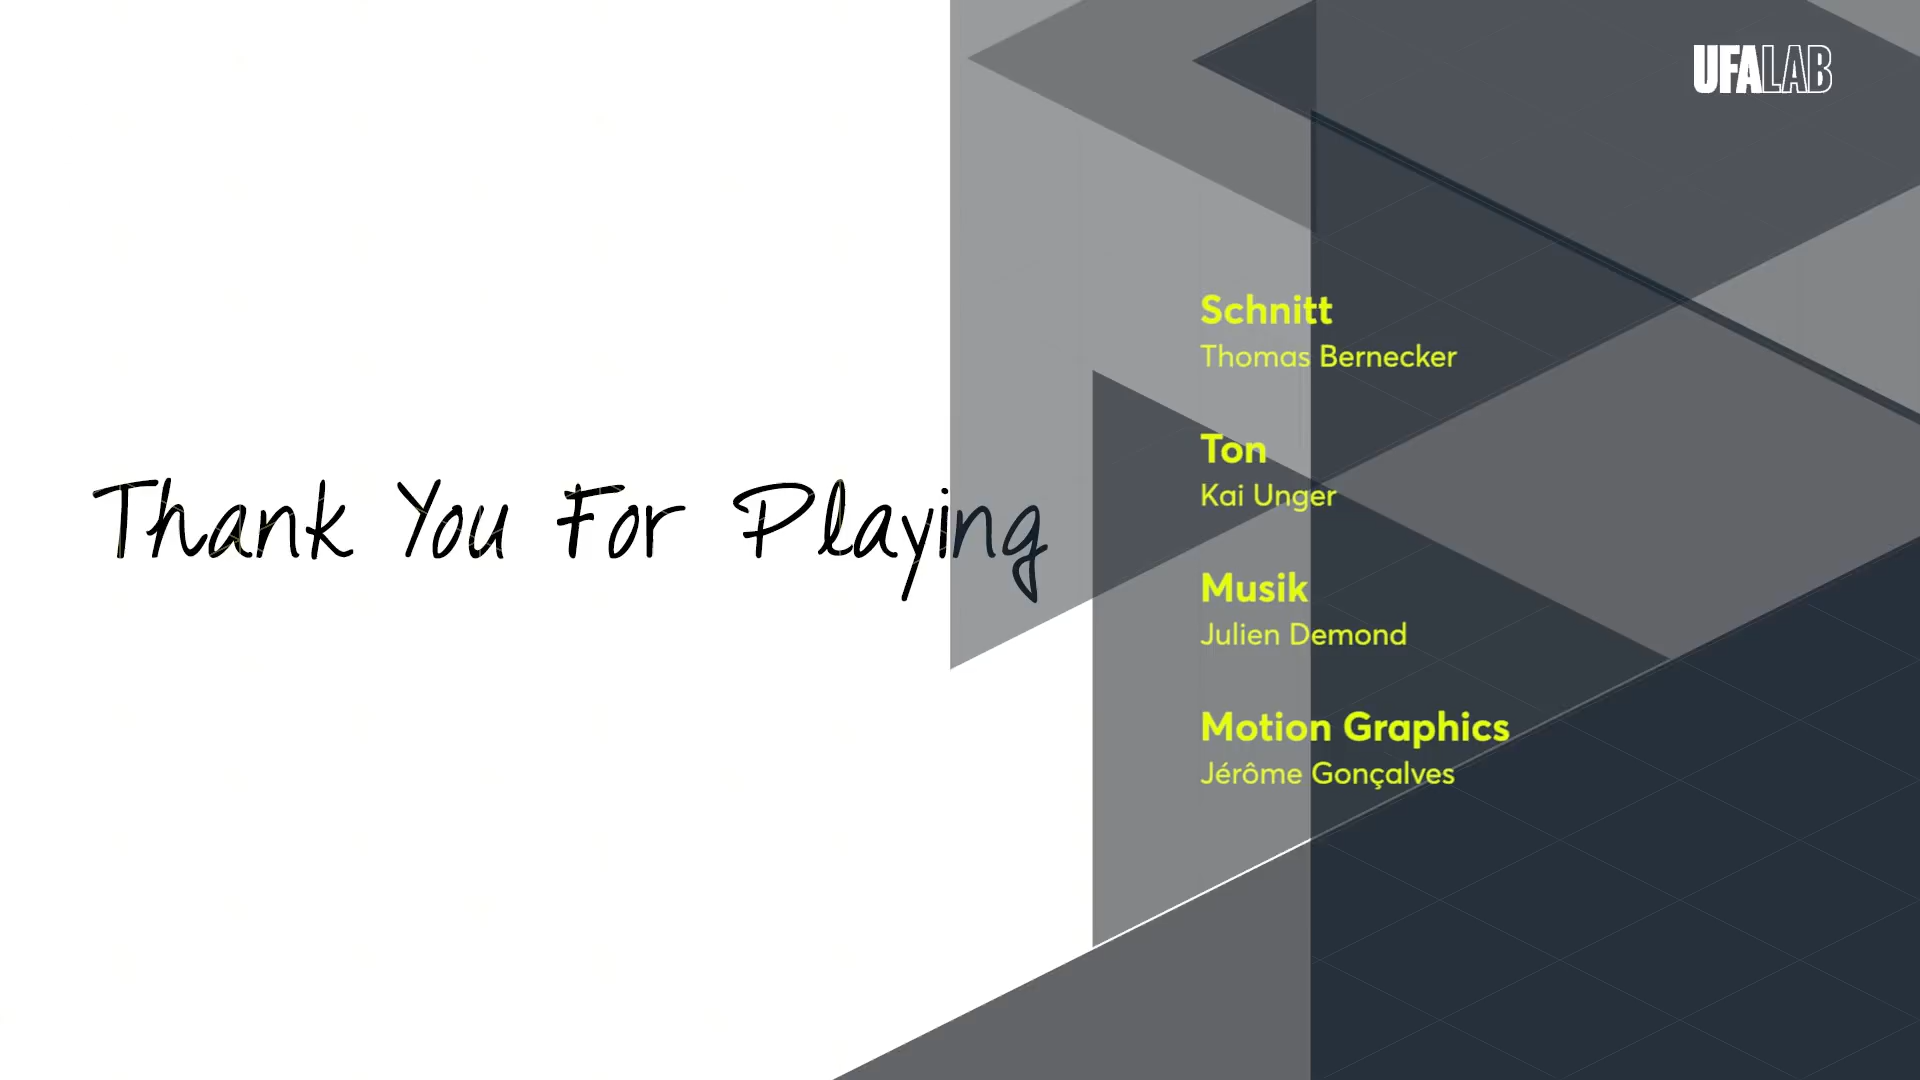 UFALAB
Thank You For Playing
Schnitt
Thomas Bernecker
Ton
Kai Unger
Musik
Julien Demond
Motion Graphics
Jérôme Gonçalves